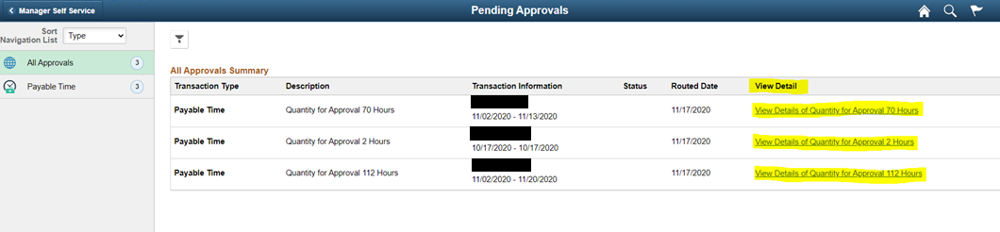 Manager Self Service
Pending Approvals
Sort
Navigation List
Type
All Approvals 3
Payable Time 3
All Approvals Summary
Transaction Type Description Transaction Information Status Routed Date View Detail
Payable Time Quantity for Approval 70 Hours 11/17/2020 View Details of Quantity for Approval 70 Hours
11/02/2020 - 11/13/2020
Payable Time Quantity for Approval 2 Hours 11/17/2020 View Details of Quantity for Approval 2 Hours
10/17/2020 - 10/17/2020
Payable Time Quantity for Approval 112 Hours 11/17/2020 View Details of Quantity for Approval 112 Hours
11/02/2020 - 11/20/2020